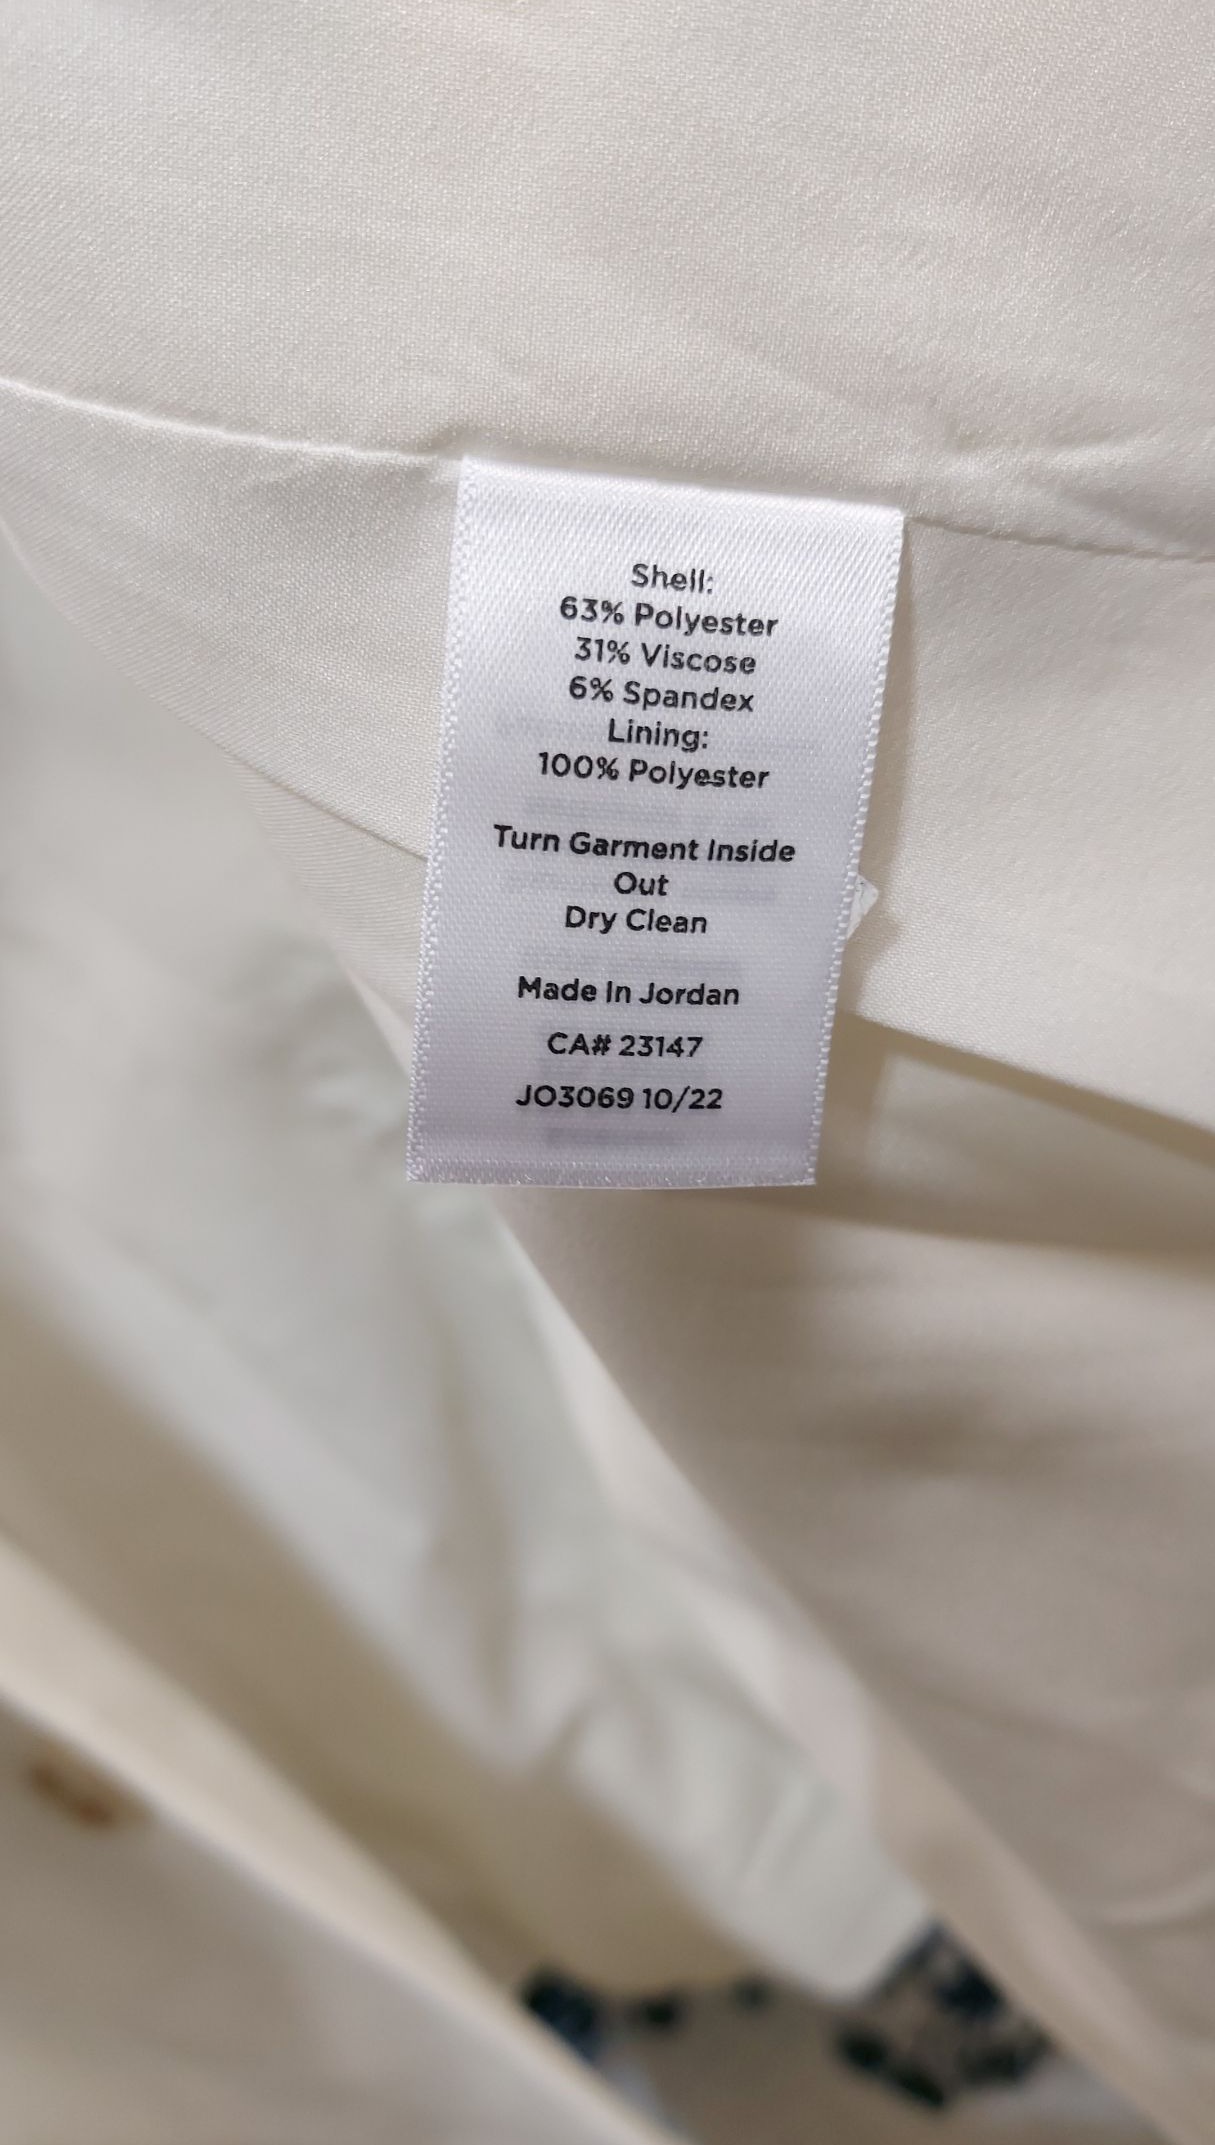 Shell:
63% Polyester
31% Viscose
6% Spandex
Lining:
100% Polyester
Turn Garment Inside
Out
Dry Clean
Made In Jordan
CA# 23147
JO3069 10/22